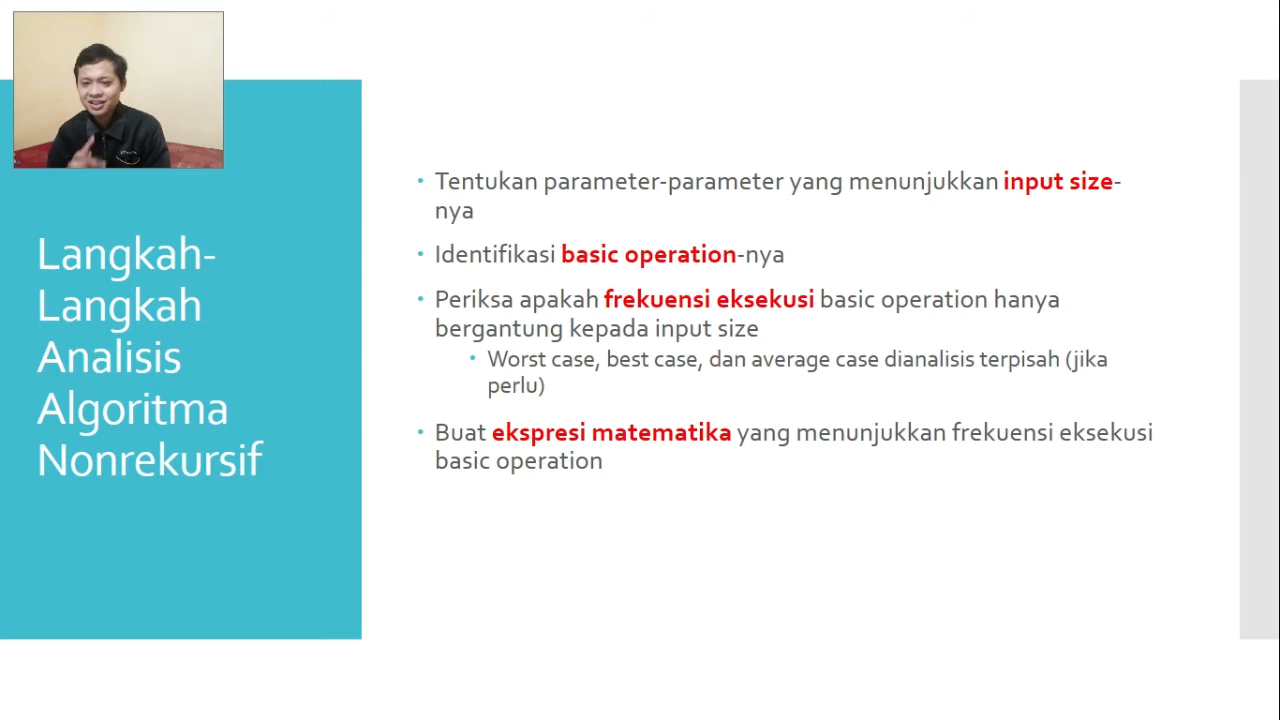 Langkah-
Langkah
Analisis
Algoritma
Nonrekursif
• Tentukan parameter-parameter yang menunjukkan input size-
nya
• Identifikasi basic operation-nya
• Periksa apakah frekuensi eksekusi basic operation hanya
bergantung kepada input size
• Worst case, best case, dan average case dianalisis terpisah (jika
perlu)
• Buat ekspresi matematika yang menunjukkan frekuensi eksekusi
basic operation